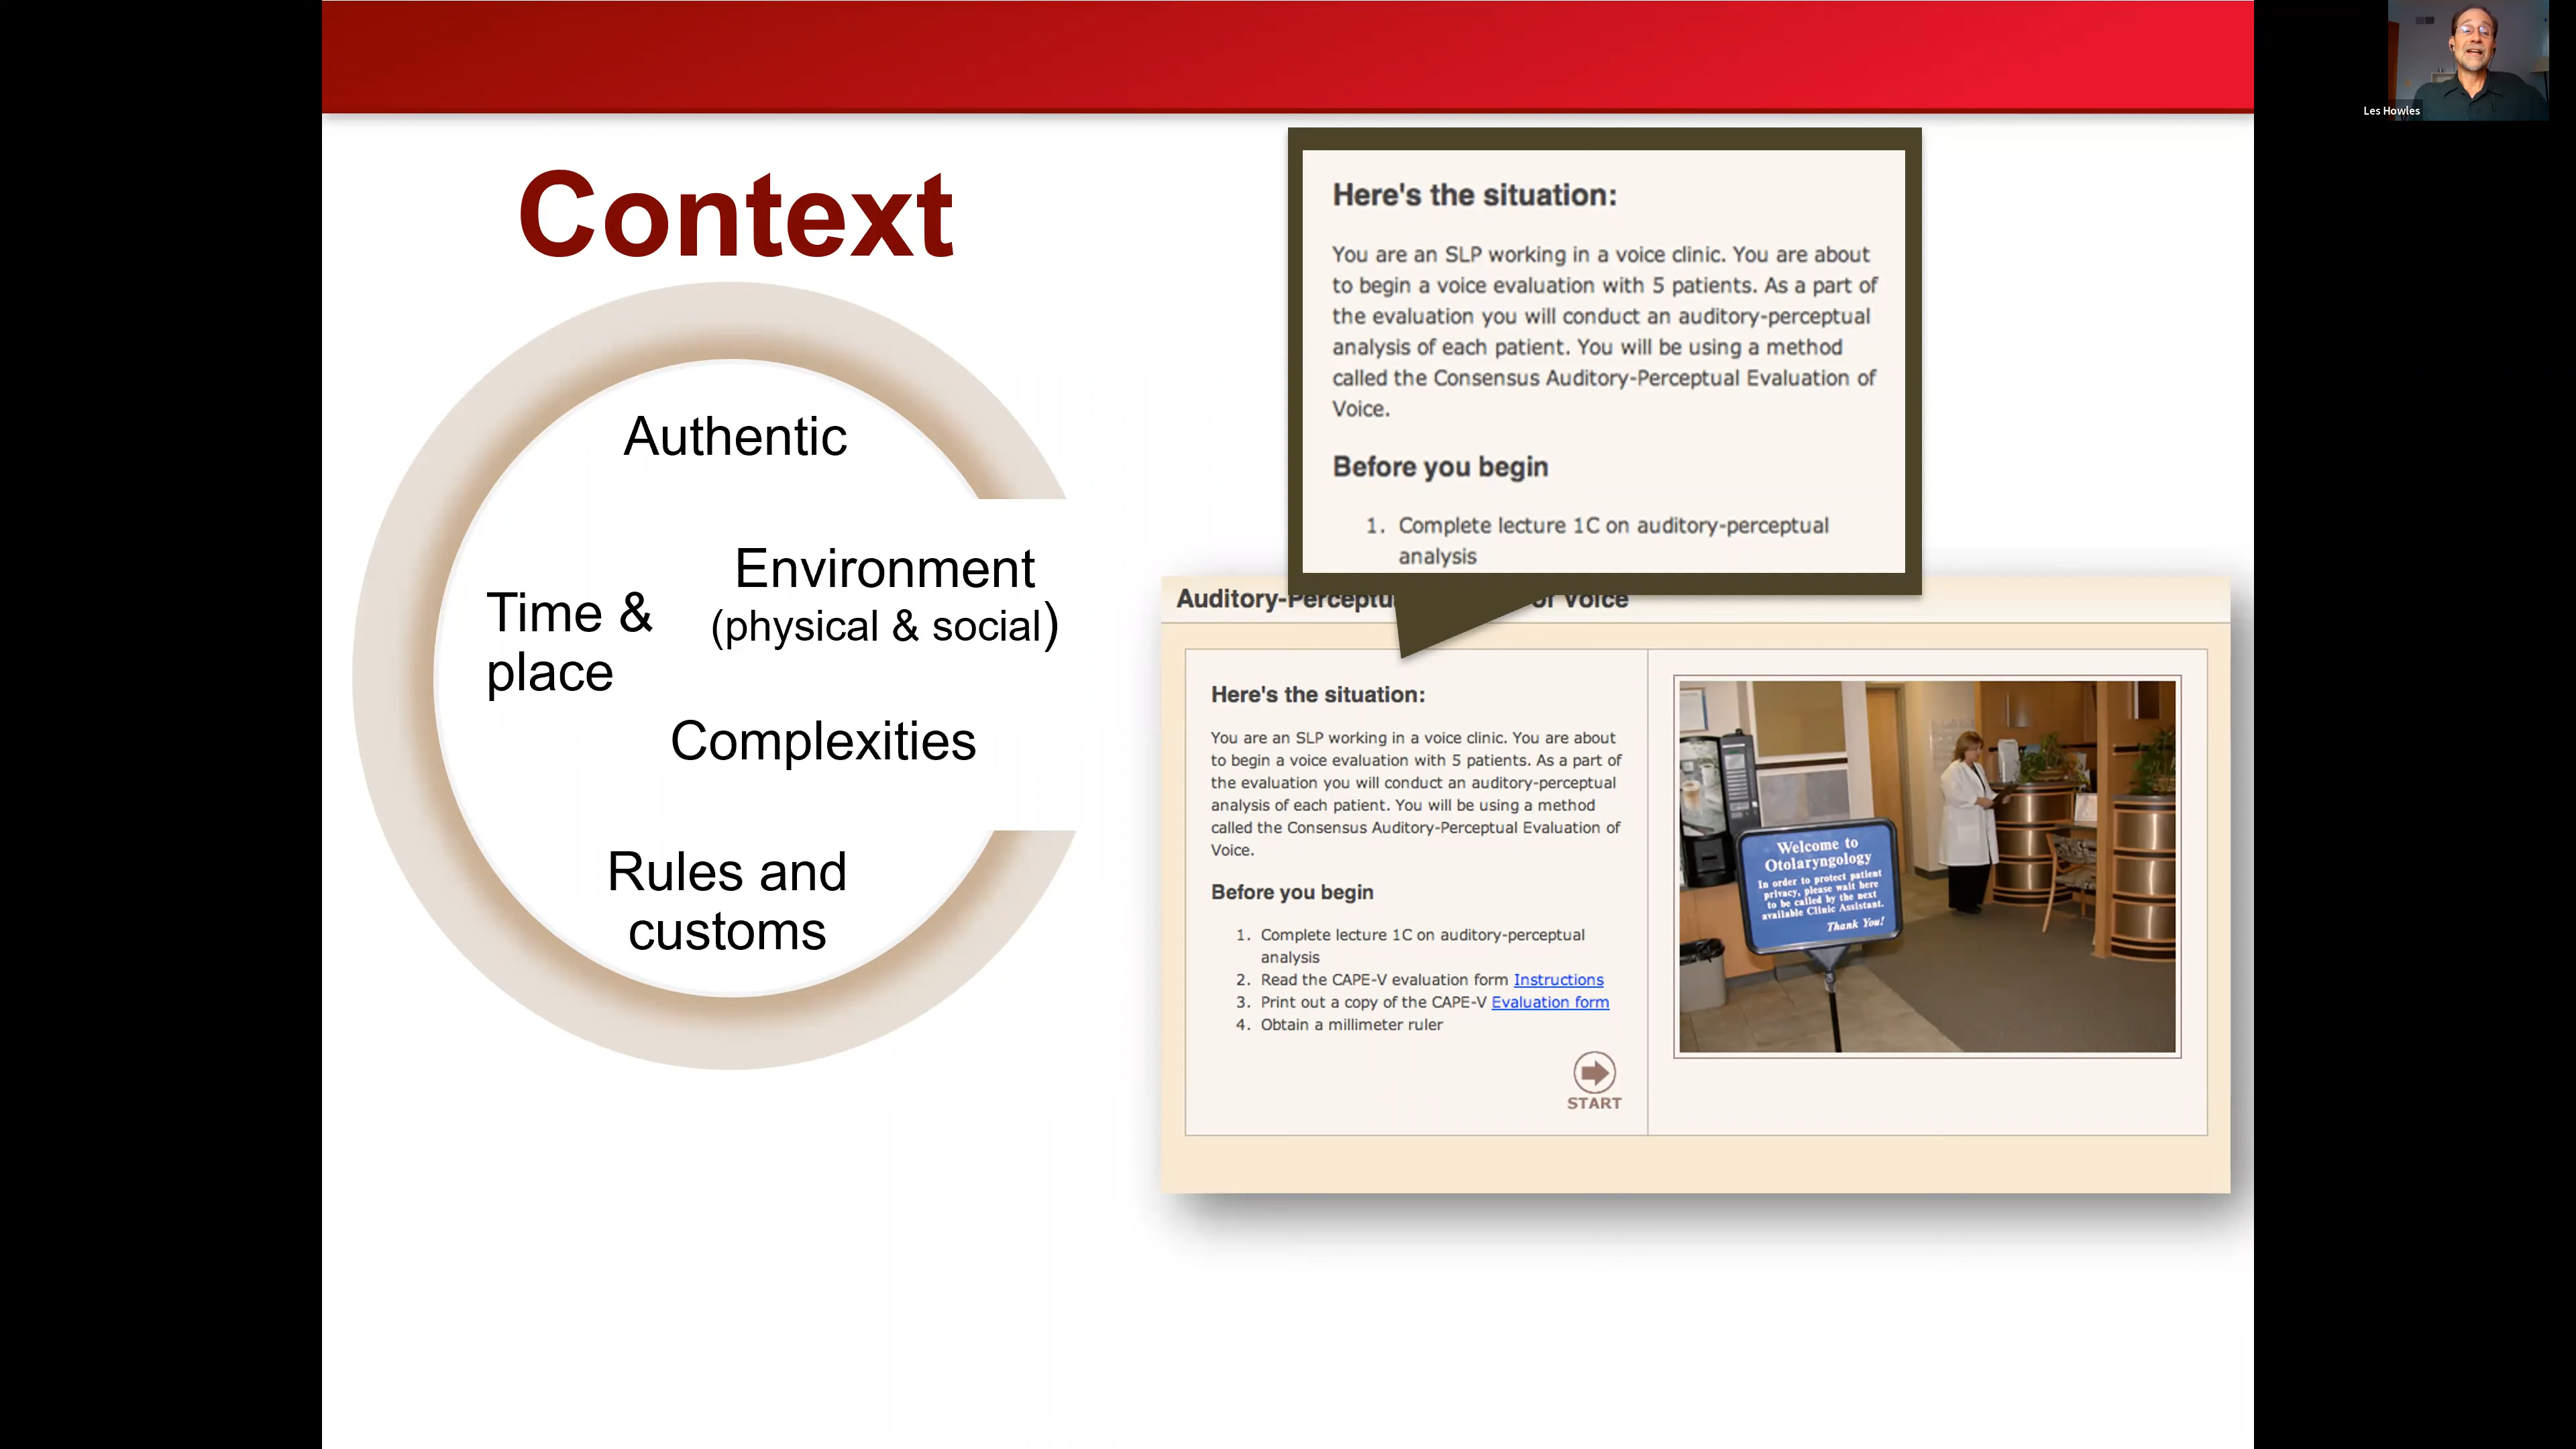 Les Howles
Context
Authentic
Environment
(physical & social)
Time &
place
Complexities
Rules and
customs
Here's the situation:
You are an SLP working in a voice clinic. You are about
to begin a voice evaluation with 5 patients. As a part of
the evaluation you will conduct an auditory-perceptual
analysis of each patient. You will be using a method
called the Consensus Auditory-Perceptual Evaluation of
Voice.
Before you begin
1. Complete lecture 1C on auditory-perceptual
analysis
Auditory-Perceptu of Voice
Here's the situation:
You are an SLP working in a voice clinic. You are about
to begin a voice evaluation with 5 patients. As a part of
the evaluation you will conduct an auditory-perceptual
analysis of each patient. You will be using a method
called the Consensus Auditory-Perceptual Evaluation of
Voice.
Before you begin
1. Complete lecture 1C on auditory-perceptual
analysis
2. Read the CAPE-V evaluation form Instructions
3. Print out a copy of the CAPE-V Evaluation form
4. Obtain a millimeter ruler
START
Welcome to
Otolaryngology
In order to protect patient
privacy, please wait here
to be called by the next
available Clinic Assistant.
Thank You!